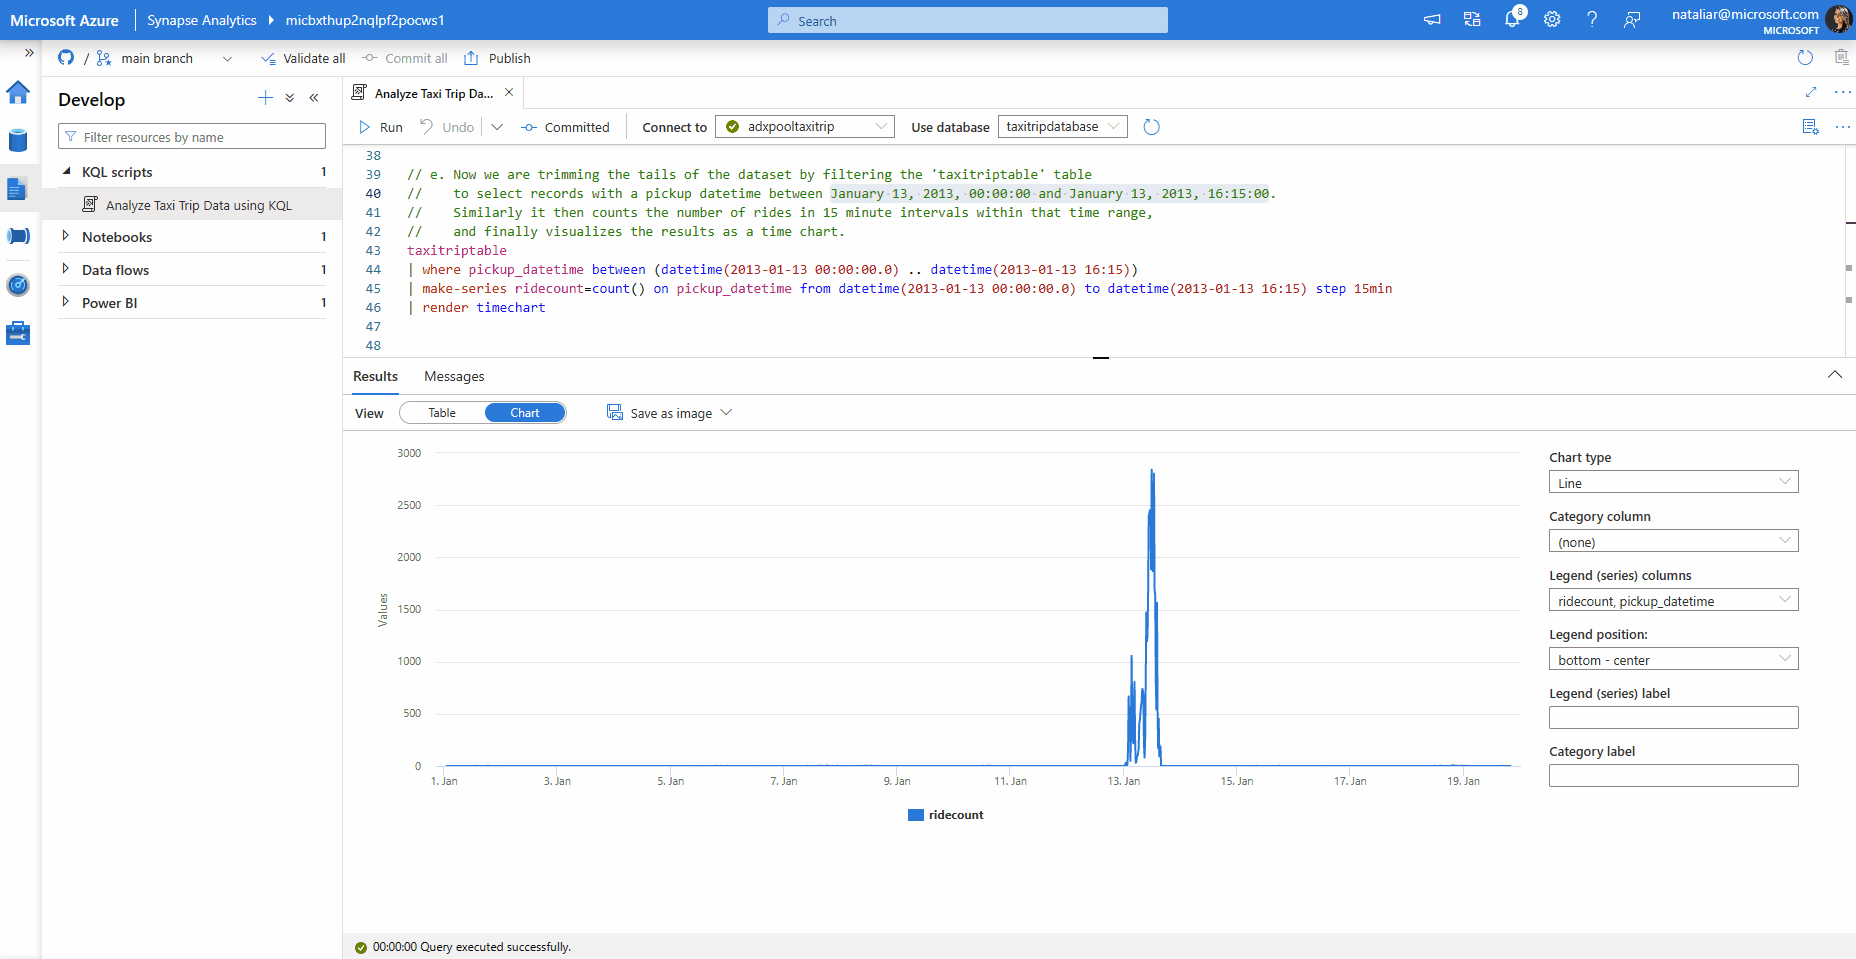 Microsoft Azure Synapse Analytics micbxthup2nqlpf2pocws1
Search
8
nataliar@microsoft.com
MICROSOFT
/ main branch Validate all Commit all Publish
Develop
Filter resources by name
KQL scripts 1
Analyze Taxi Trip Data using KQL
Notebooks 1
Data flows 1
Power BI 1
Analyze Taxi Trip Da...
Run Undo Committed Connect to adxpooltaxitrip Use database taxitripdatabase
38
39 // e. Now we are trimming the tails of the dataset by filtering the 'taxitriptable' table
40 // to select records with a pickup datetime between January 13, 2013, 00:00:00 and January 13, 2013, 16:15:00.
41 // Similarly it then counts the number of rides in 15 minute intervals within that time range,
42 // and finally visualizes the results as a time chart.
43 taxitriptable
44 | where pickup_datetime between (datetime(2013-01-13 00:00:00.0) .. datetime(2013-01-13 16:15))
45 | make-series ridecount=count() on pickup_datetime from datetime(2013-01-13 00:00:00.0) to datetime(2013-01-13 16:15) step 15min
46 | render timechart
47
48
Results Messages
View Table Chart Save as image
3000
2500
2000
1500
1000
500
0
Values
1. Jan 3. Jan 5. Jan 7. Jan 9. Jan 11. Jan 13. Jan 15. Jan 17. Jan 19. Jan
ridecount
Chart type
Line
Category column
(none)
Legend (series) columns
ridecount, pickup_datetime
Legend position:
bottom - center
Legend (series) label
Category label
00:00:00 Query executed successfully.